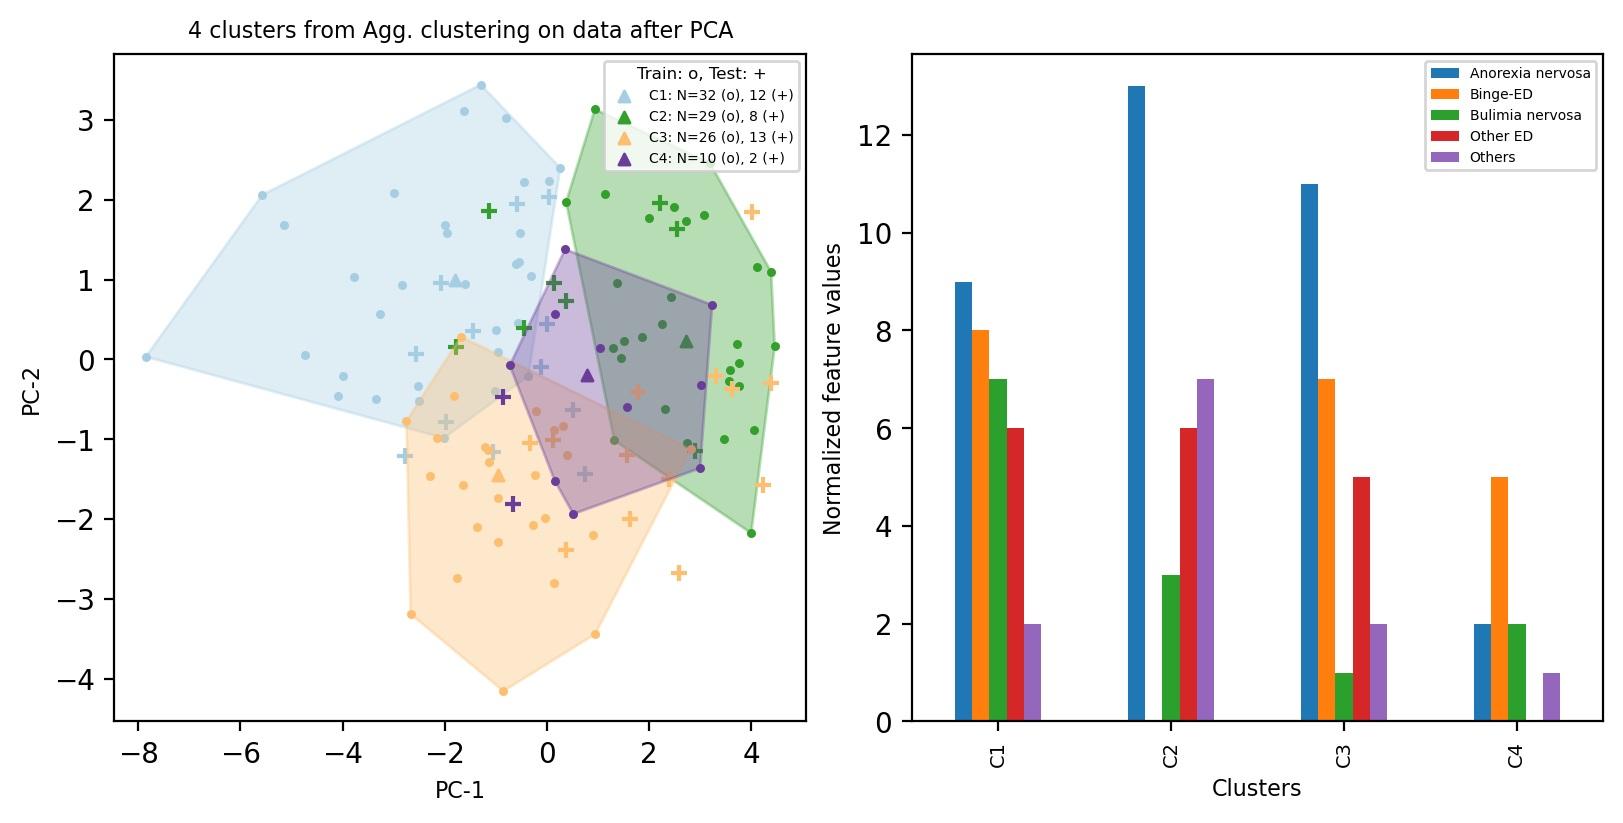 4 clusters from Agg. clustering on data after PCA
Train: o, Test: +
C1: N=32 (o), 12 (+)
C2: N=29 (o), 8 (+)
C3: N=26 (o), 13 (+)
C4: N=10 (o), 2 (+)
3
2
1
0
−1
−2
−3
−4
PC-2
−8
−6
−4
−2
0
2
4
PC-1
Anorexia nervosa
Binge-ED
Bulimia nervosa
Other ED
Others
12
10
8
6
4
2
0
Normalized feature values
C1
C2
C3
C4
Clusters